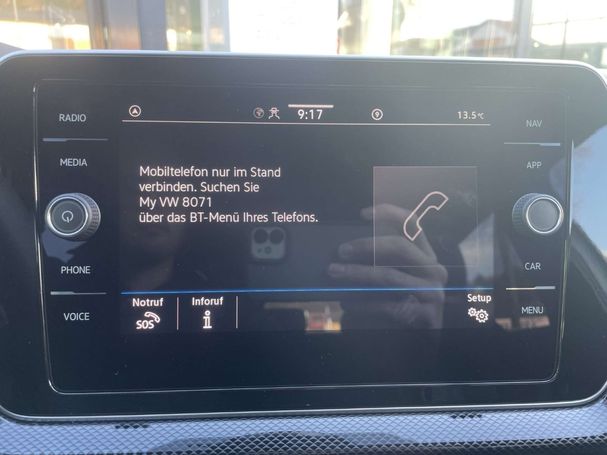 RADIO
9:17
13.5°C
NAV
MEDIA
APP
Mobiltelefon nur im Stand
verbinden. Suchen Sie
My VW 8071
über das BT-Menü Ihres Telefons.
PHONE
CAR
Notruf
Inforuf
Setup
SOS
VOICE
MENU